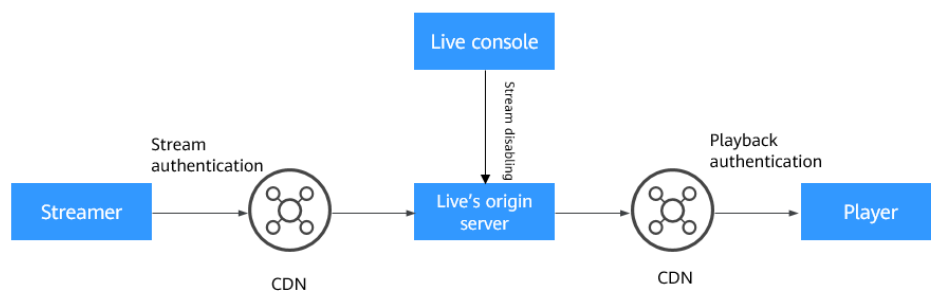 Live console
Stream disabling
Stream
authentication
Playback
authentication
Streamer
Live's origin
server
Player
CDN
CDN